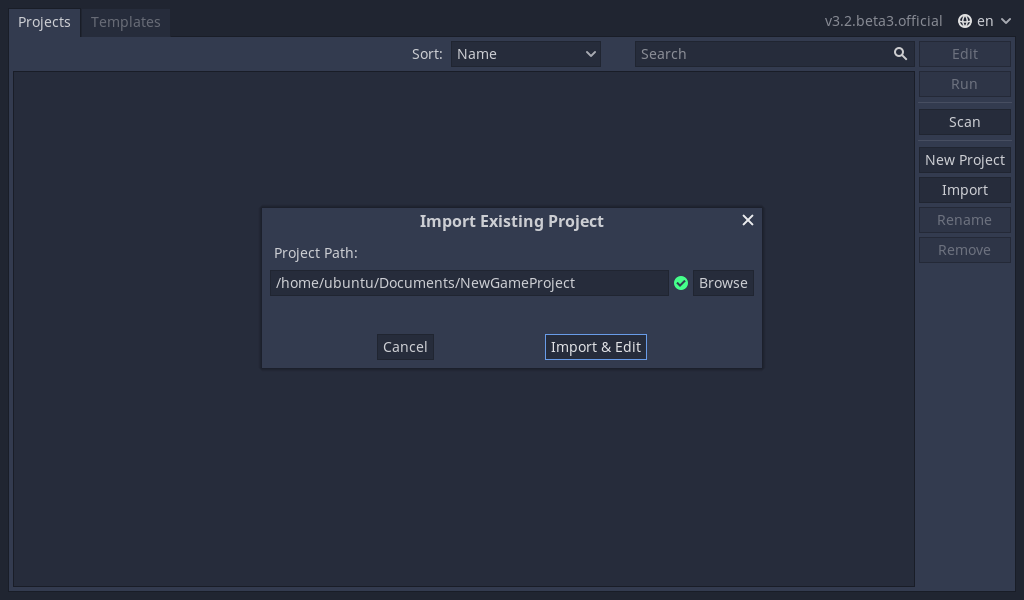 Projects Templates v3.2.beta3.official en
Sort: Name Search Edit
Run
Scan
New Project
Import
Rename
Remove
Import Existing Project
Project Path:
/home/ubuntu/Documents/NewGameProject Browse
Cancel Import & Edit